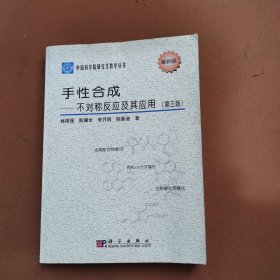 中国科学院研究生教学丛书
最新版
手性合成
——不对称反应及其应用（第三版）
林国强 陈耀全 李月明 陈新滋 著
科学出版社